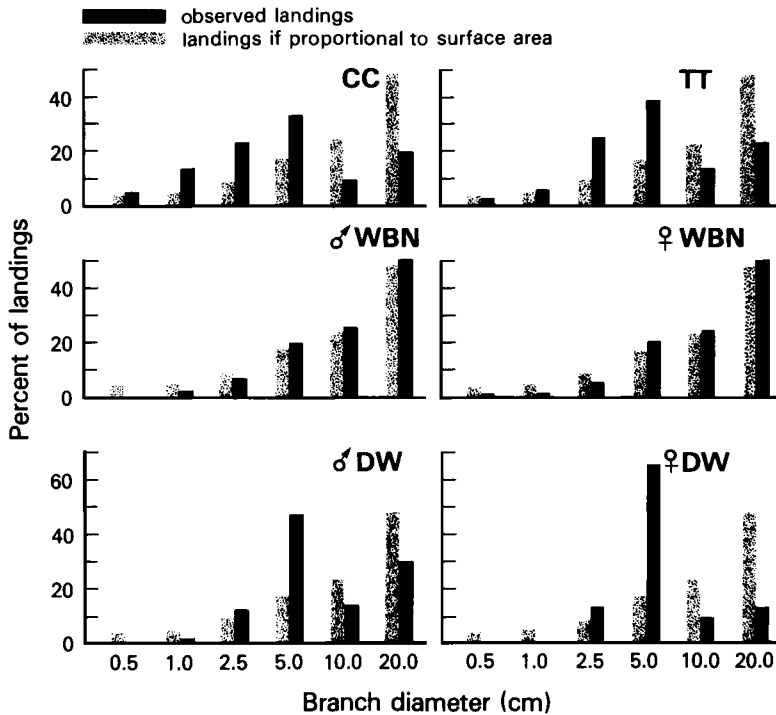 observed landings
landings if proportional to surface area
CC
TT
40
20
0
♂ WBN
♀ WBN
40
20
0
♂ DW
♀ DW
60
40
20
0
0.5 1.0 2.5 5.0 10.0 20.0
0.5 1.0 2.5 5.0 10.0 20.0
Percent of landings
Branch diameter (cm)